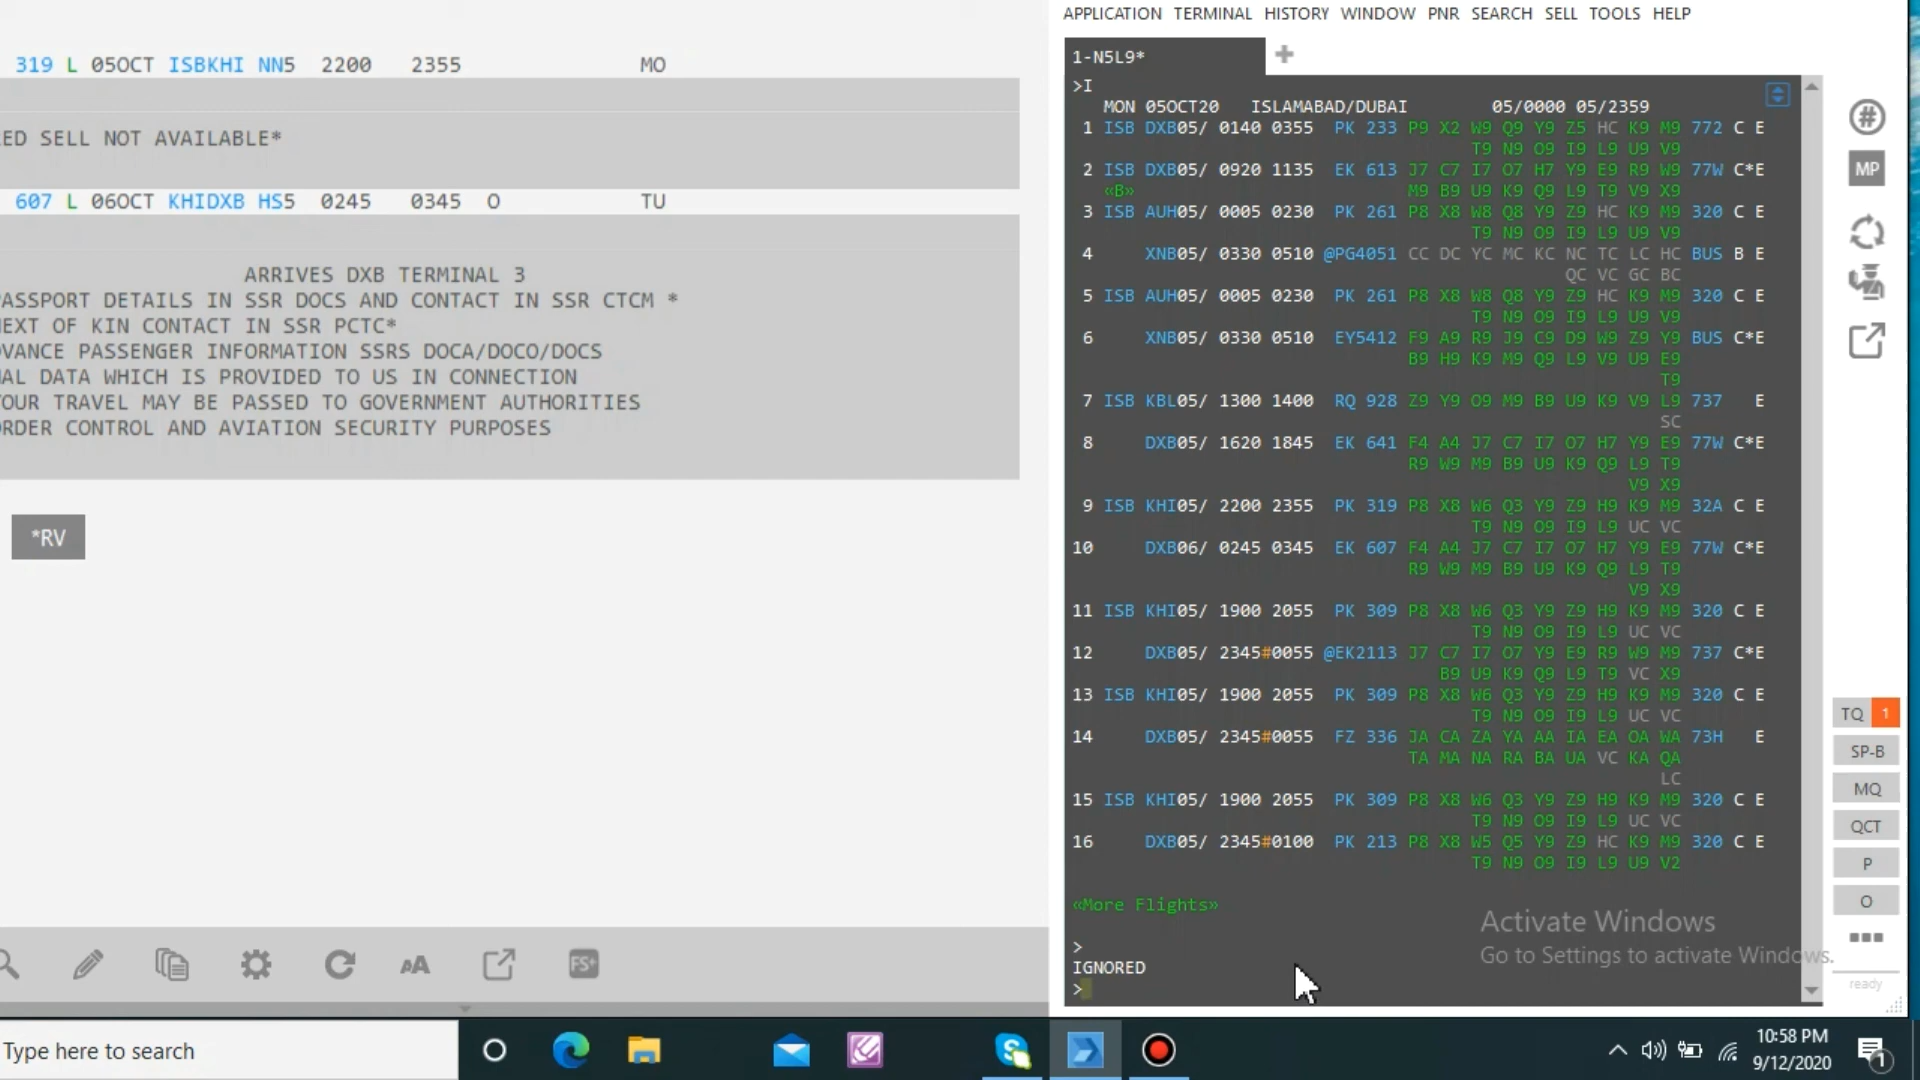 319 L 05OCT ISBKHI NN5 2200 2355 MO
ED SELL NOT AVAILABLE*
607 L 06OCT KHIDXB HS5 0245 0345 O TU
ARRIVES DXB TERMINAL 3
PASSPORT DETAILS IN SSR DOCS AND CONTACT IN SSR CTCM *
NEXT OF KIN CONTACT IN SSR PCTC*
DVANCE PASSENGER INFORMATION SSRS DOCA/DOCO/DOCS
AL DATA WHICH IS PROVIDED TO US IN CONNECTION
YOUR TRAVEL MAY BE PASSED TO GOVERNMENT AUTHORITIES
ORDER CONTROL AND AVIATION SECURITY PURPOSES
*RV
FS+
APPLICATION TERMINAL HISTORY WINDOW PNR SEARCH SELL TOOLS HELP
1-N5L9*
>I
MON 05OCT20 ISLAMABAD/DUBAI 05/0000 05/2359
1 ISB DXB05/ 0140 0355 PK 233 P9 X2 W9 Q9 Y9 Z5 HC K9 M9 772 C E
T9 N9 O9 I9 L9 U9 V9
2 ISB DXB05/ 0920 1135 EK 613 J7 C7 I7 O7 H7 Y9 E9 R9 W9 77W C*E
«B» M9 B9 U9 K9 Q9 L9 T9 V9 X9
3 ISB AUH05/ 0005 0230 PK 261 P8 X8 W8 Q8 Y9 Z9 HC K9 M9 320 C E
T9 N9 O9 I9 L9 U9 V9
4 XNB05/ 0330 0510 @PG4051 CC DC YC MC KC NC TC LC HC BUS B E
QC VC GC BC
5 ISB AUH05/ 0005 0230 PK 261 P8 X8 W8 Q8 Y9 Z9 HC K9 M9 320 C E
T9 N9 O9 I9 L9 U9 V9
6 XNB05/ 0330 0510 EY5412 F9 A9 R9 J9 C9 D9 W9 Z9 Y9 BUS C*E
B9 H9 K9 M9 Q9 L9 V9 U9 E9
T9
7 ISB KBL05/ 1300 1400 RQ 928 Z9 Y9 O9 M9 B9 U9 K9 V9 L9 737 E
SC
8 DXB05/ 1620 1845 EK 641 F4 A4 J7 C7 I7 O7 H7 Y9 E9 77W C*E
R9 W9 M9 B9 U9 K9 Q9 L9 T9
V9 X9
9 ISB KHI05/ 2200 2355 PK 319 P8 X8 W6 Q3 Y9 Z9 H9 K9 M9 32A C E
T9 N9 O9 I9 L9 UC VC
10 DXB06/ 0245 0345 EK 607 F4 A4 J7 C7 I7 O7 H7 Y9 E9 77W C*E
R9 W9 M9 B9 U9 K9 Q9 L9 T9
V9 X9
11 ISB KHI05/ 1900 2055 PK 309 P8 X8 W6 Q3 Y9 Z9 H9 K9 M9 320 C E
T9 N9 O9 I9 L9 UC VC
12 DXB05/ 2345#0055 @EK2113 J7 C7 I7 O7 Y9 E9 R9 W9 M9 737 C*E
B9 U9 K9 Q9 L9 T9 VC X9
13 ISB KHI05/ 1900 2055 PK 309 P8 X8 W6 Q3 Y9 Z9 H9 K9 M9 320 C E
T9 N9 O9 I9 L9 UC VC
14 DXB05/ 2345#0055 FZ 336 JA CA ZA YA AA IA EA OA WA 73H E
TA MA NA RA BA UA VC KA QA
LC
15 ISB KHI05/ 1900 2055 PK 309 P8 X8 W6 Q3 Y9 Z9 H9 K9 M9 320 C E
T9 N9 O9 I9 L9 UC VC
16 DXB05/ 2345#0100 PK 213 P8 X8 W5 Q5 Y9 Z9 HC K9 M9 320 C E
T9 N9 O9 I9 L9 U9 V2
«More Flights»
>
IGNORED
>
Activate Windows
Go to Settings to activate Windows.
#
MP
TQ 1
SP-B
MQ
QCT
P
O
ready
Type here to search
10:58 PM
9/12/2020
1